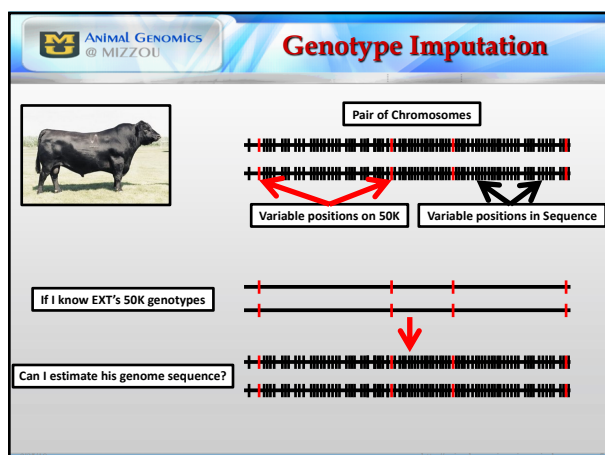 ANIMAL GENOMICS
@ MIZZOU
Genotype Imputation
Pair of Chromosomes
Variable positions on 50K
Variable positions in Sequence
If I know EXT's 50K genotypes
Can I estimate his genome sequence?